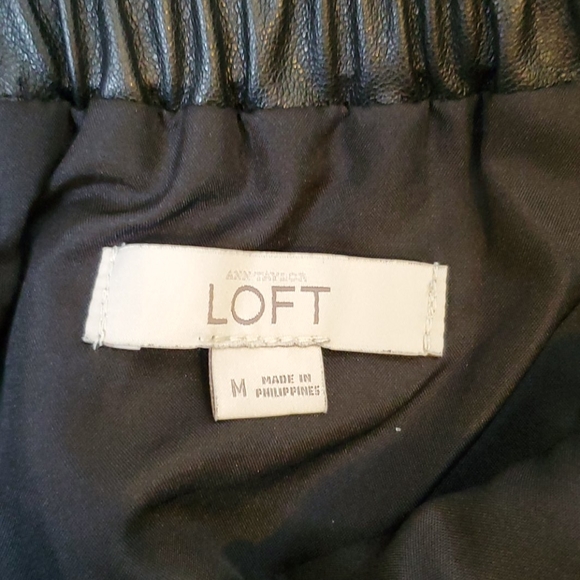 ANN TAYLOR
LOFT
M
MADE IN
PHILIPPINES